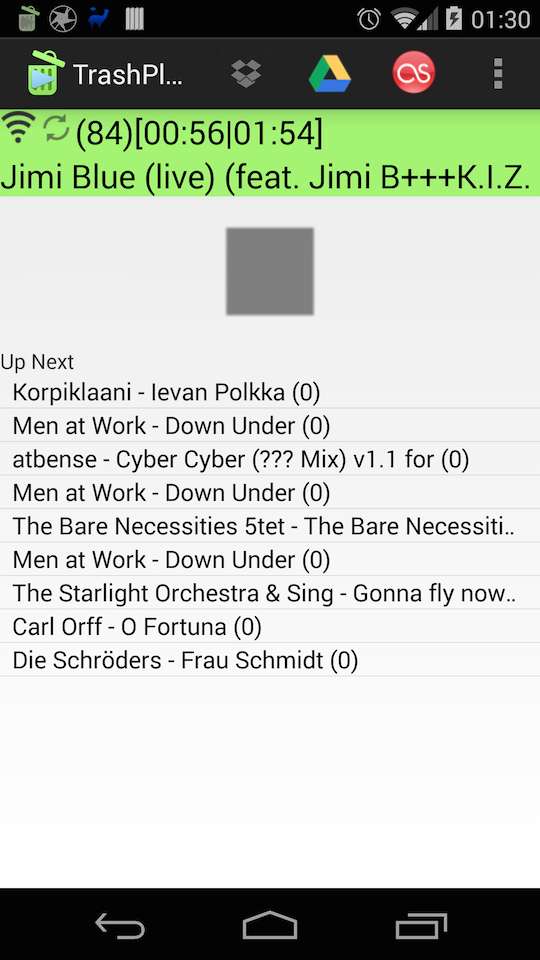 01:30
TrashPl...
(84)[00:56|01:54]
Jimi Blue (live) (feat. Jimi B+++K.I.Z.
Up Next
Korpiklaani - Ievan Polkka (0)
Men at Work - Down Under (0)
atbense - Cyber Cyber (??? Mix) v1.1 for (0)
Men at Work - Down Under (0)
The Bare Necessities 5tet - The Bare Necessiti..
Men at Work - Down Under (0)
The Starlight Orchestra & Sing - Gonna fly now..
Carl Orff - O Fortuna (0)
Die Schröders - Frau Schmidt (0)